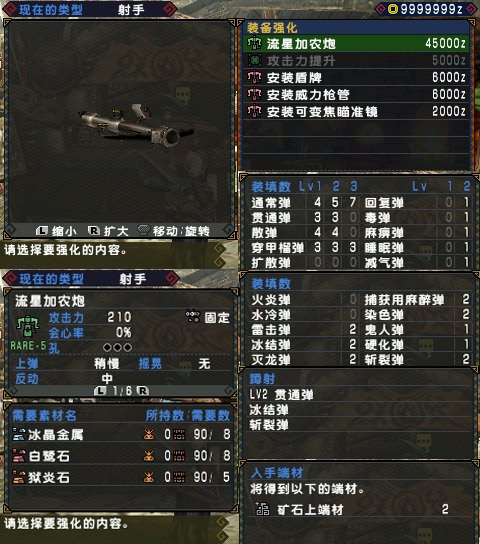 现在的类型 射手
9999999z
装备强化
流星加农炮 45000z
攻击力提升 5000z
安装盾牌 6000z
安装威力枪管 6000z
安装可变焦瞄准镜 2000z
L 缩小 R 扩大 移动/旋转
请选择要强化的内容。
装填数 Lv1 2 3 Lv 1 2
通常弹 4 5 7 回复弹 0 1
贯通弹 3 3 0 毒弹 0 1
散弹 4 4 0 麻痹弹 0 1
穿甲榴弹 3 3 3 睡眠弹 0 1
扩散弹 0 0 减气弹 0 1
现在的类型 射手
流星加农炮
攻击力 210 固定
会心率 0%
RARE-5 孔
上弹 稍慢 摇晃 无
反动 中
L 1/6 R
需要素材名 所持数 需要数
冰晶金属 0 90/ 8
白鹭石 0 90/ 8
狱炎石 0 90/ 5
请选择要强化的内容。
装填数
火炎弹 0 捕获用麻醉弹 2
水冷弹 0 染色弹 2
雷击弹 2 鬼人弹 1
冰结弹 2 硬化弹 1
灭龙弹 2 斩裂弹 2
蹲射
LV2 贯通弹
冰结弹
斩裂弹
入手端材
将得到以下的端材。
矿石上端材 2